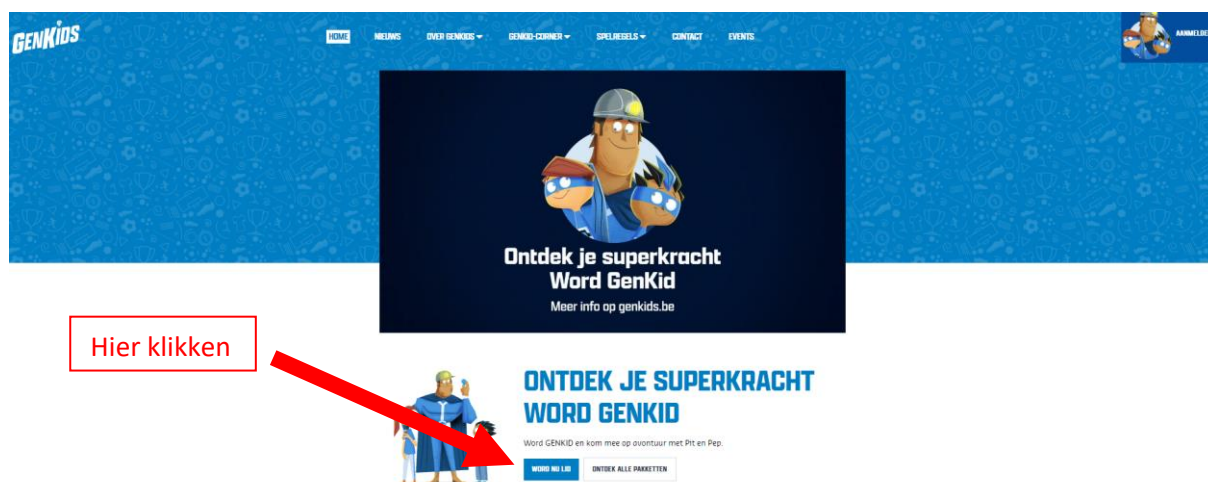 GENKIDS
HOME NIEUWS OVER GENKIDS GENKID-CORNER SPELREGELS CONTACT EVENTS
AANMELDE
Ontdek je superkracht
Word GenKid
Meer info op genkids.be
Hier klikken
ONTDEK JE SUPERKRACHT
WORD GENKID
Word GENKID en kom mee op avontuur met Pit en Pep.
WORD NU LID ONTDEK ALLE PAKKETTEN